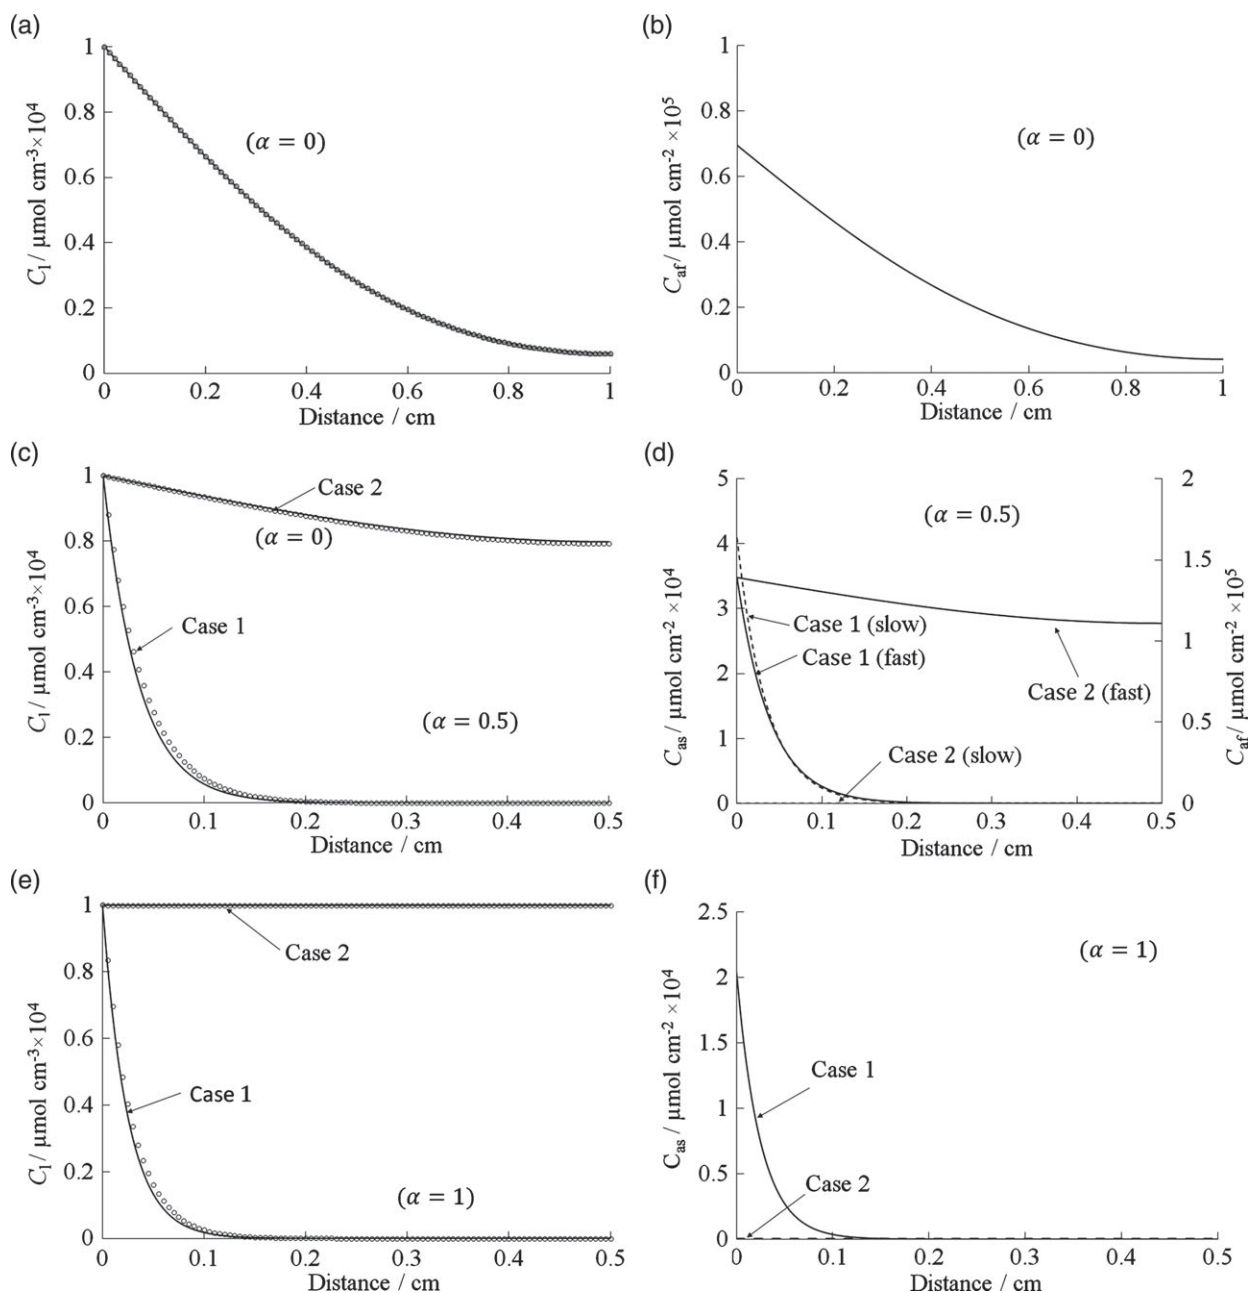 (a)
1
0.8
0.6
0.4
0.2
0
C_l / μmol cm⁻³×10⁴
(α = 0)
0 0.2 0.4 0.6 0.8 1
Distance / cm
(b)
1
0.8
0.6
0.4
0.2
0
C_af / μmol cm⁻² ×10⁵
(α = 0)
0 0.2 0.4 0.6 0.8 1
Distance / cm
(c)
1
0.8
0.6
0.4
0.2
0
C_l / μmol cm⁻³×10⁴
Case 2
(α = 0)
Case 1
(α = 0.5)
0 0.1 0.2 0.3 0.4 0.5
Distance / cm
(d)
5
4
3
2
1
0
C_as / μmol cm⁻² ×10⁴
(α = 0.5)
Case 1 (slow)
Case 1 (fast)
Case 2 (fast)
Case 2 (slow)
2
1.5
1
0.5
0
C_af / μmol cm⁻² ×10⁵
0 0.1 0.2 0.3 0.4 0.5
Distance / cm
(e)
1
0.8
0.6
0.4
0.2
0
C_l / μmol cm⁻³×10⁴
Case 2
Case 1
(α = 1)
0 0.1 0.2 0.3 0.4 0.5
Distance / cm
(f)
2.5
2
1.5
1
0.5
0
C_as / μmol cm⁻² ×10⁴
(α = 1)
Case 1
Case 2
0 0.1 0.2 0.3 0.4 0.5
Distance / cm